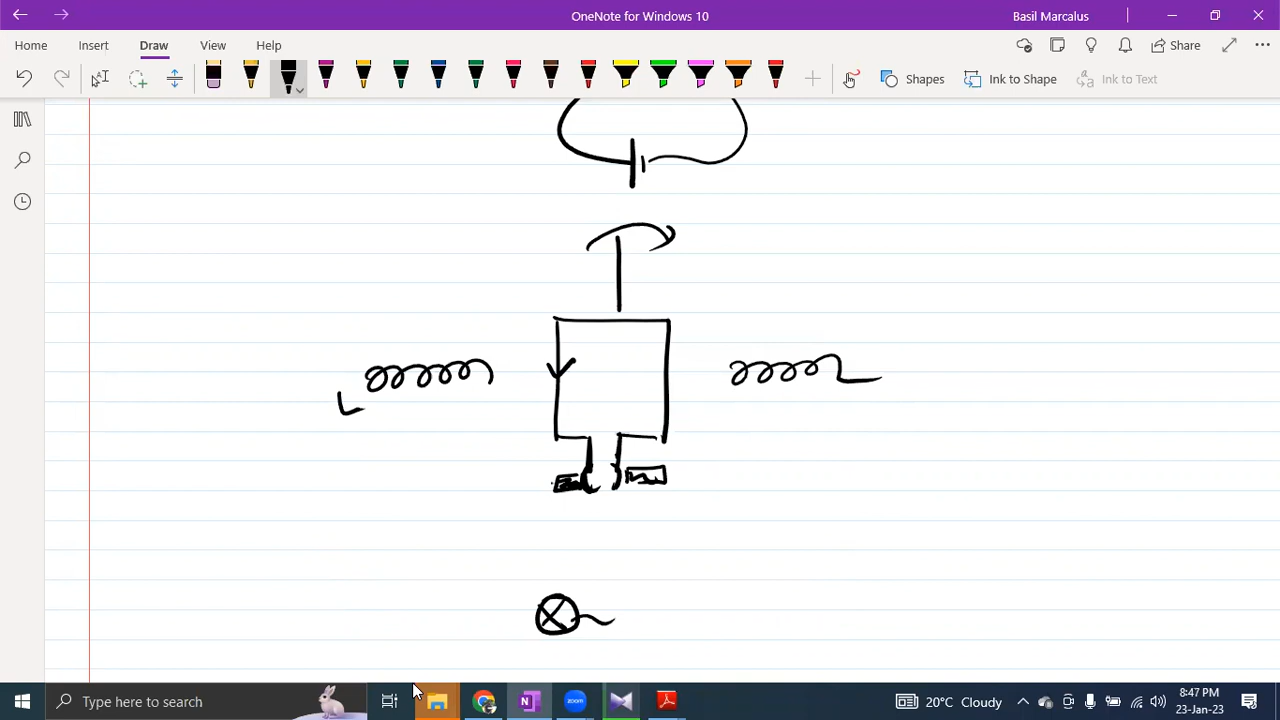 OneNote for Windows 10
Basil Marcalus
Home Insert Draw View Help
Share
Shapes Ink to Shape Ink to Text
Type here to search
zoom
20°C Cloudy
8:47 PM
23-Jan-23